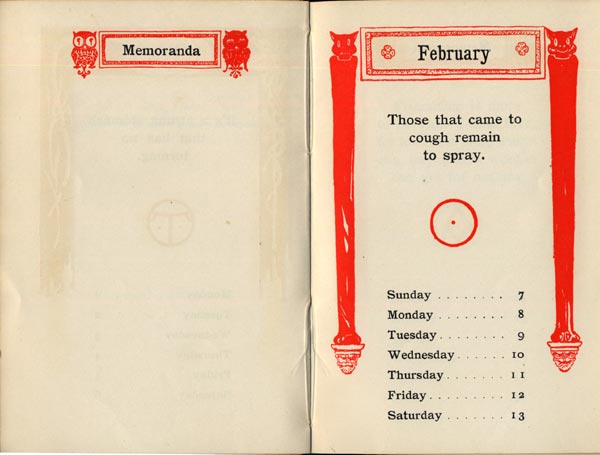 Memoranda
February
Those that came to
cough remain
to spray.
Sunday ........ 7
Monday ........ 8
Tuesday ....... 9
Wednesday ...... 10
Thursday ....... 11
Friday ........ 12
Saturday ....... 13